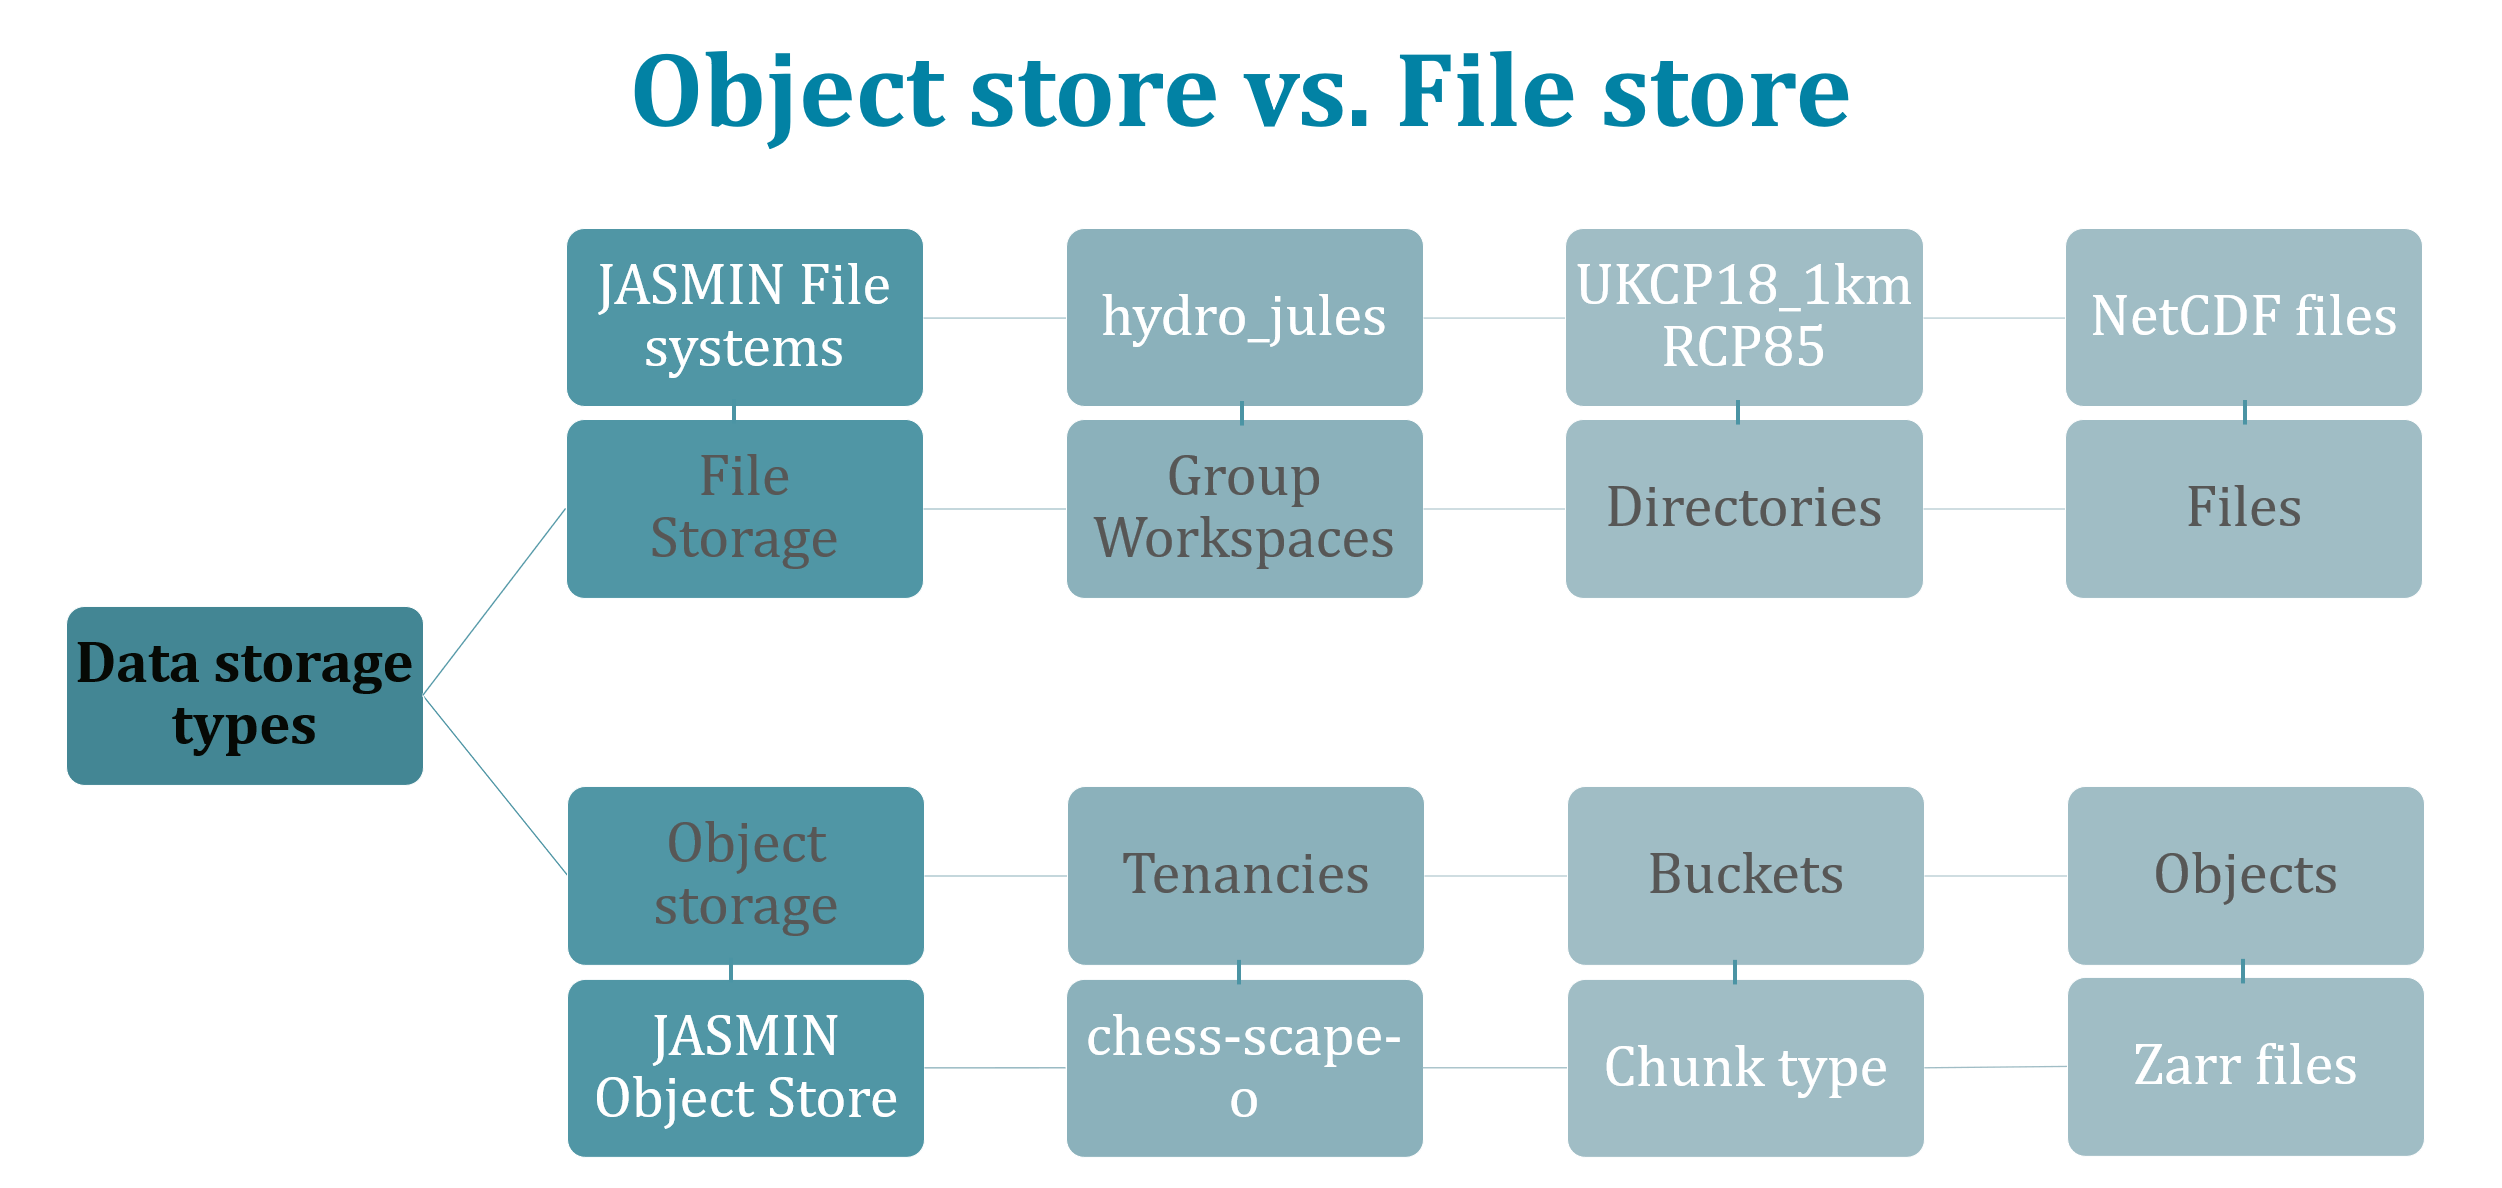 Object store vs. File store
JASMIN File
systems
hydro_jules
UKCP18_1km
RCP85
NetCDF files
File
Storage
Group
Workspaces
Directories
Files
Data storage
types
Object
storage
Tenancies
Buckets
Objects
JASMIN
Object Store
chess-scape-
o
Chunk type
Zarr files